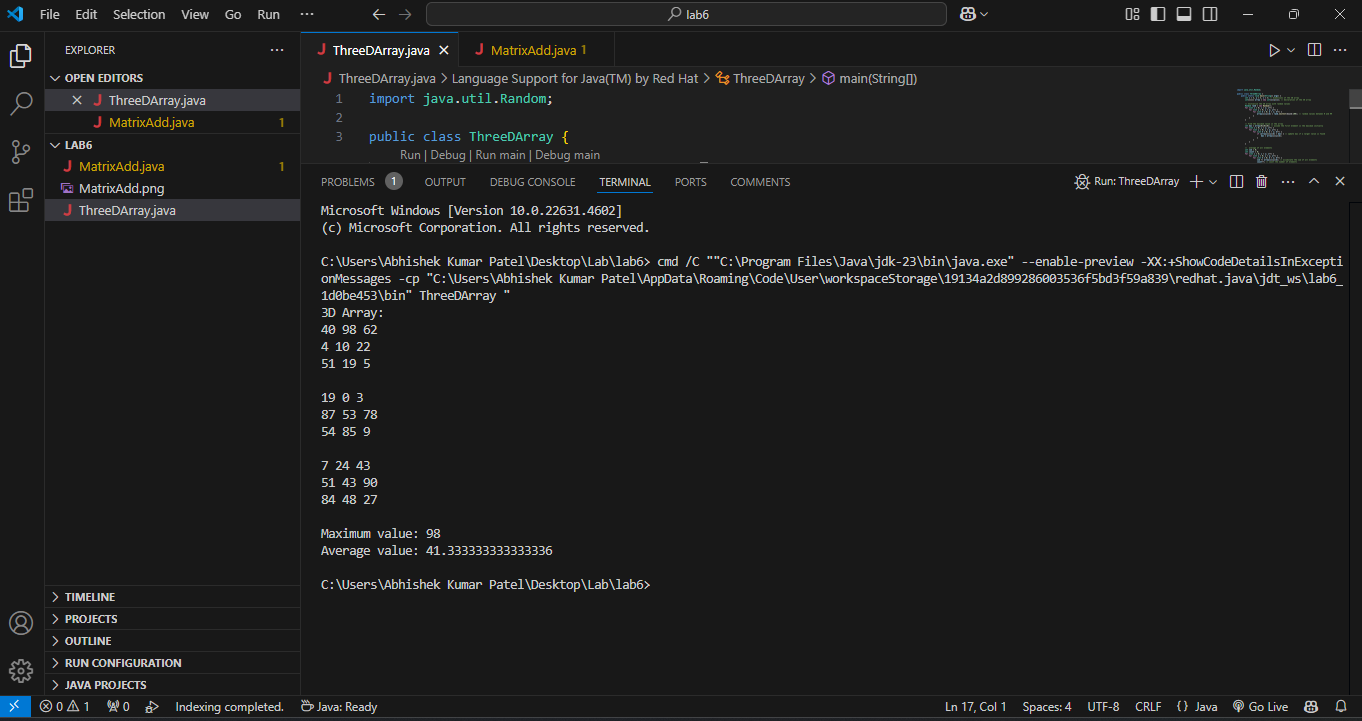 File Edit Selection View Go Run ··· lab6
EXPLORER ···
OPEN EDITORS
ThreeDArray.java
MatrixAdd.java 1
LAB6
MatrixAdd.java 1
MatrixAdd.png
ThreeDArray.java
TIMELINE
PROJECTS
OUTLINE
RUN CONFIGURATION
JAVA PROJECTS
ThreeDArray.java MatrixAdd.java 1
ThreeDArray.java > Language Support for Java(TM) by Red Hat > ThreeDArray > main(String[])
1 import java.util.Random;
2
3 public class ThreeDArray {
Run | Debug | Run main | Debug main
PROBLEMS 1 OUTPUT DEBUG CONSOLE TERMINAL PORTS COMMENTS Run: ThreeDArray
Microsoft Windows [Version 10.0.22631.4602]
(c) Microsoft Corporation. All rights reserved.
C:\Users\Abhishek Kumar Patel\Desktop\Lab\lab6> cmd /C ""C:\Program Files\Java\jdk-23\bin\java.exe" --enable-preview -XX:+ShowCodeDetailsInExcepti
onMessages -cp "C:\Users\Abhishek Kumar Patel\AppData\Roaming\Code\User\workspaceStorage\19134a2d899286003536f5bd3f59a839\redhat.java\jdt_ws\lab6_
1d0be453\bin" ThreeDArray "
3D Array:
40 98 62
4 10 22
51 19 5
19 0 3
87 53 78
54 85 9
7 24 43
51 43 90
84 48 27
Maximum value: 98
Average value: 41.333333333333336
C:\Users\Abhishek Kumar Patel\Desktop\Lab\lab6>
0 1 0 Indexing completed. Java: Ready Ln 17, Col 1 Spaces: 4 UTF-8 CRLF {} Java Go Live